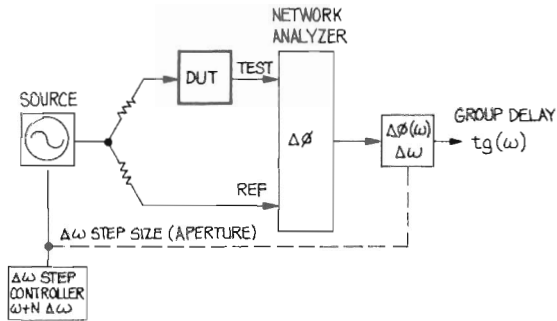 NETWORK
ANALYZER
DUT
TEST
SOURCE
Δø
Δø(ω)
Δω
GROUP DELAY
tg(ω)
REF
Δω STEP SIZE (APERTURE)
Δω STEP
CONTROLLER
ω+N Δω